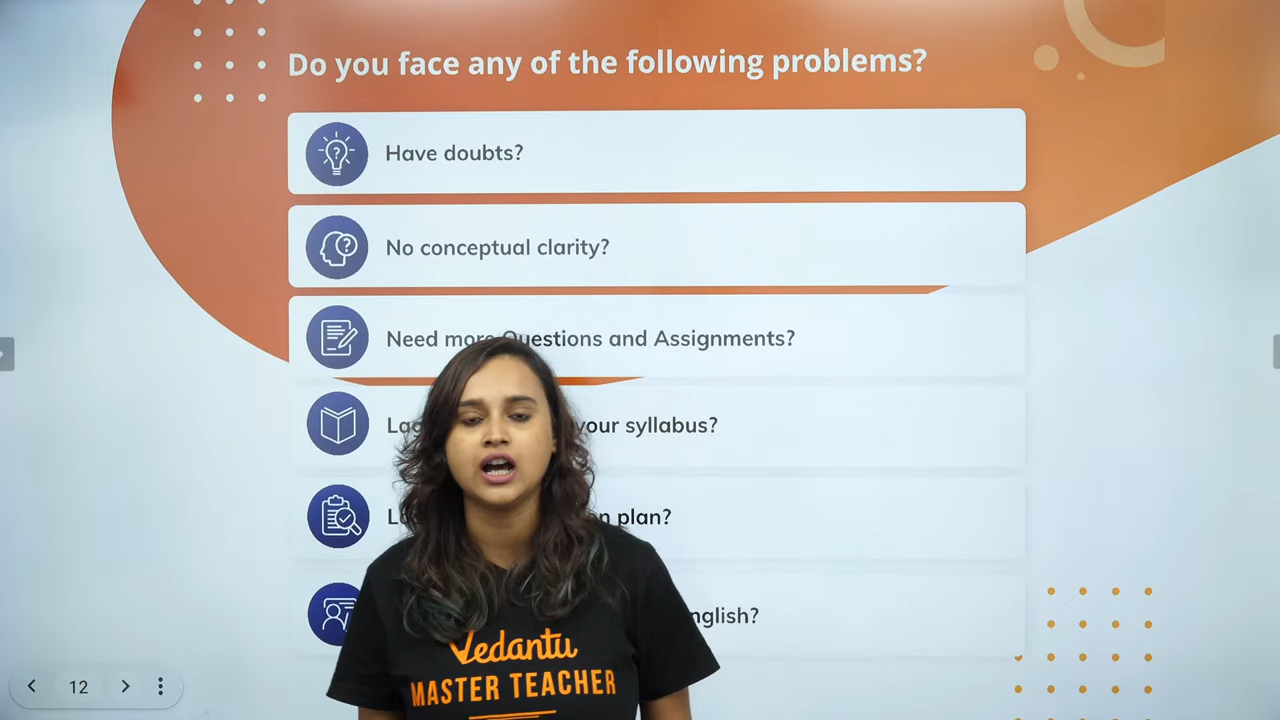 Do you face any of the following problems?
Have doubts?
No conceptual clarity?
Need more Questions and Assignments?
your syllabus?
plan?
Vedantu
MASTER TEACHER
12